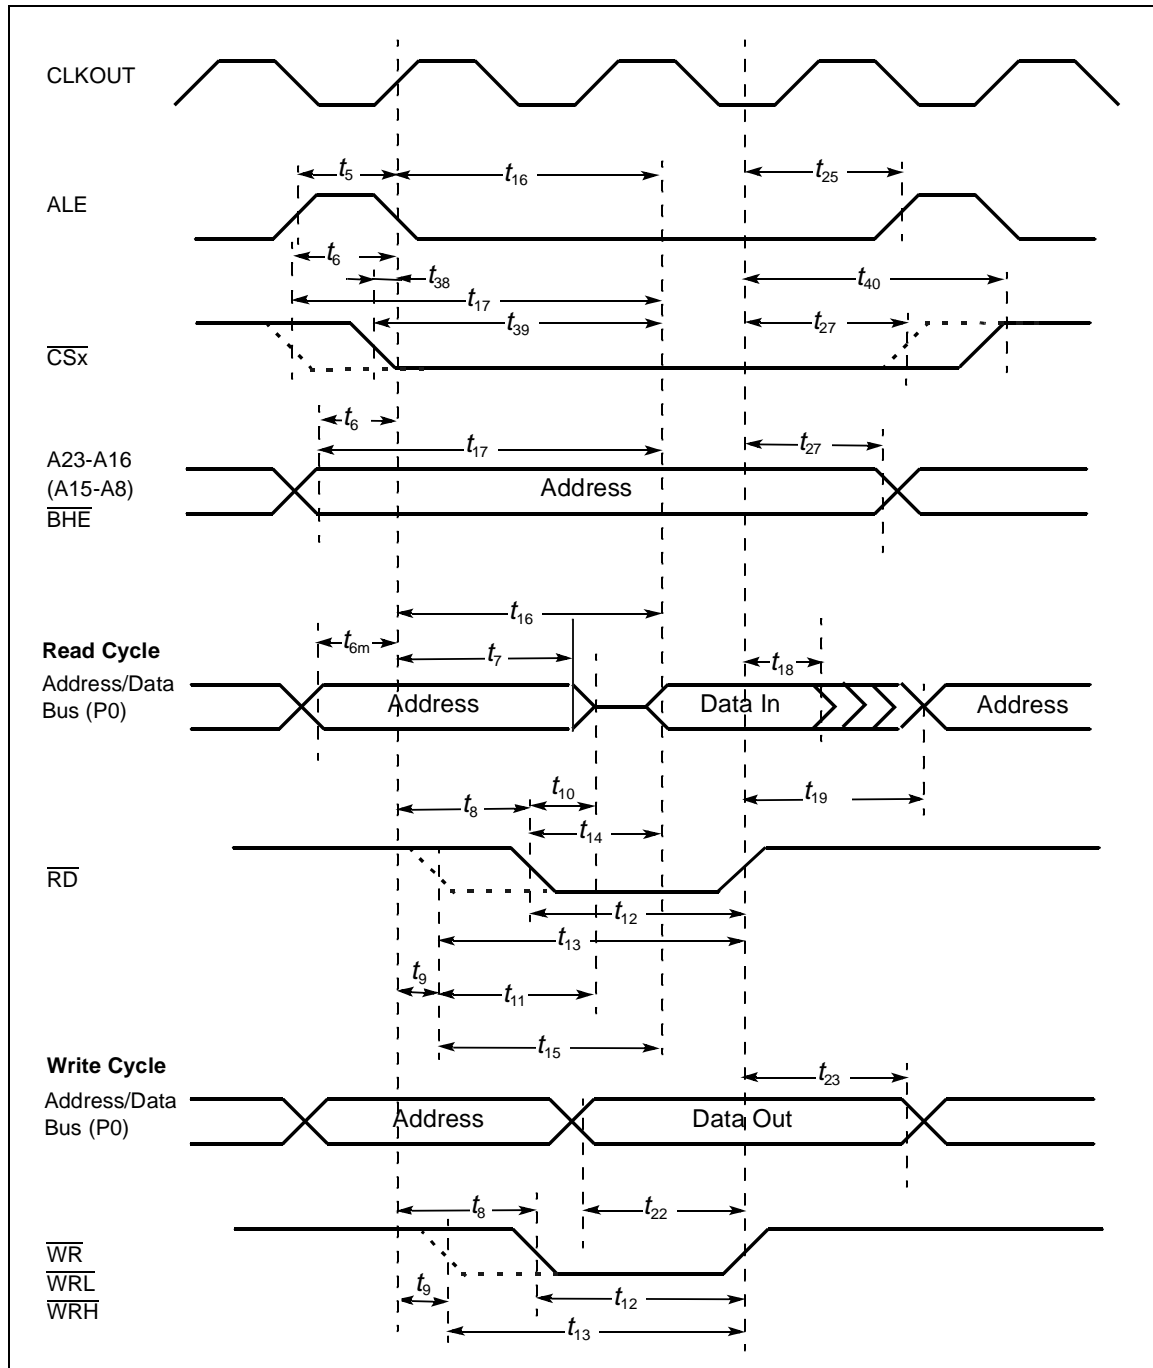 CLKOUT
t5
t16
t25
ALE
t6
t38
t40
t17
t39
t27
CSx
t6
t17
t27
A23-A16
(A15-A8)
Address
BHE
t16
Read Cycle
t6m
t7
t18
Address/Data
Bus (P0)
Address
Data In
Address
t10
t8
t19
t14
RD
t12
t13
t9
t11
t15
Write Cycle
t23
Address/Data
Bus (P0)
Address
Data Out
t8
t22
WR
WRL
WRH
t9
t12
t13